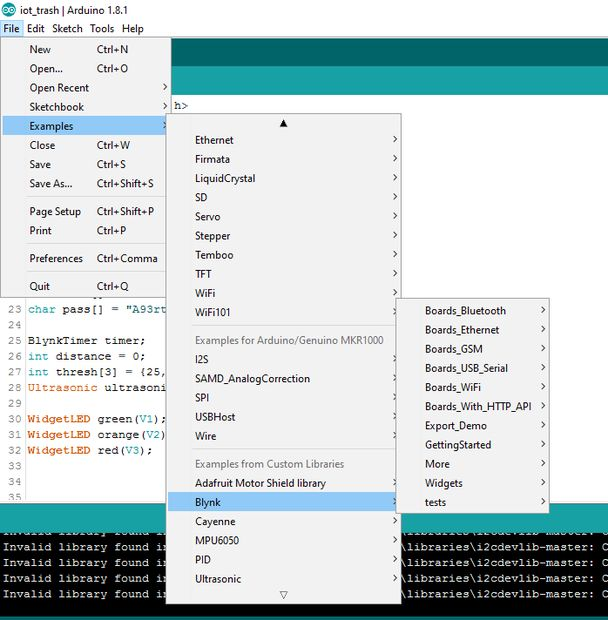 iot_trash | Arduino 1.8.1
File Edit Sketch Tools Help
New Ctrl+N
Open... Ctrl+O
Open Recent
Sketchbook
Examples
Close Ctrl+W
Save Ctrl+S
Save As... Ctrl+Shift+S
Page Setup Ctrl+Shift+P
Print Ctrl+P
Preferences Ctrl+Comma
Quit Ctrl+Q
h>
Ethernet
Firmata
LiquidCrystal
SD
Servo
Stepper
Temboo
TFT
WiFi
WiFi101
Examples for Arduino/Genuino MKR1000
I2S
SAMD_AnalogCorrection
SPI
USBHost
Wire
Examples from Custom Libraries
Adafruit Motor Shield library
Blynk
Cayenne
MPU6050
PID
Ultrasonic
Boards_Bluetooth
Boards_Ethernet
Boards_GSM
Boards_USB_Serial
Boards_WiFi
Boards_With_HTTP_API
Export_Demo
GettingStarted
More
Widgets
tests
23 char pass[] = "A93rt
24
25 BlynkTimer timer;
26 int distance = 0;
27 int thresh[3] = {25,
28 Ultrasonic ultrasoni
29
30 WidgetLED green(V1);
31 WidgetLED orange(V2)
32 WidgetLED red(V3);
33
34
35
Invalid library found in \libraries\i2cdevlib-master: C
Invalid library found in \libraries\i2cdevlib-master: C
Invalid library found in \libraries\i2cdevlib-master: C
Invalid library found in \libraries\i2cdevlib-master: C